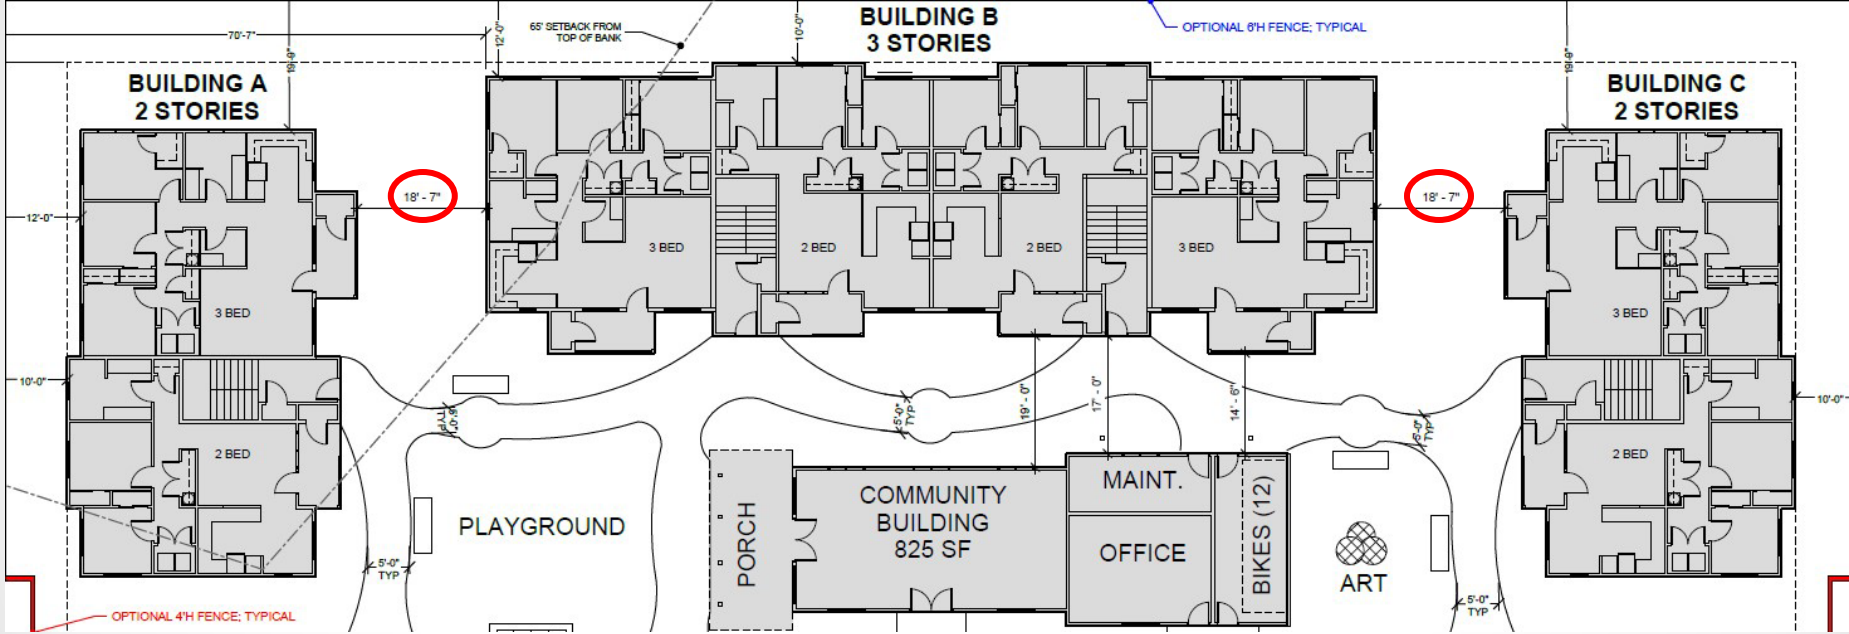 BUILDING B
3 STORIES
65' SETBACK FROM
TOP OF BANK
OPTIONAL 6'H FENCE; TYPICAL
70'-7"
12'-0"
10'-0"
19'-9"
19'-9"
BUILDING A
2 STORIES
BUILDING C
2 STORIES
18' - 7"
18' - 7"
12'-0"
3 BED
2 BED
2 BED
3 BED
3 BED
3 BED
10'-0"
10'-0"
5'-0"
TYP
5'-0"
TYP
19' - 0"
17' - 0"
14' - 6"
5'-0"
TYP
2 BED
2 BED
PLAYGROUND
PORCH
COMMUNITY
BUILDING
825 SF
MAINT.
OFFICE
BIKES (12)
ART
5'-0"
TYP
5'-0"
TYP
OPTIONAL 4'H FENCE; TYPICAL